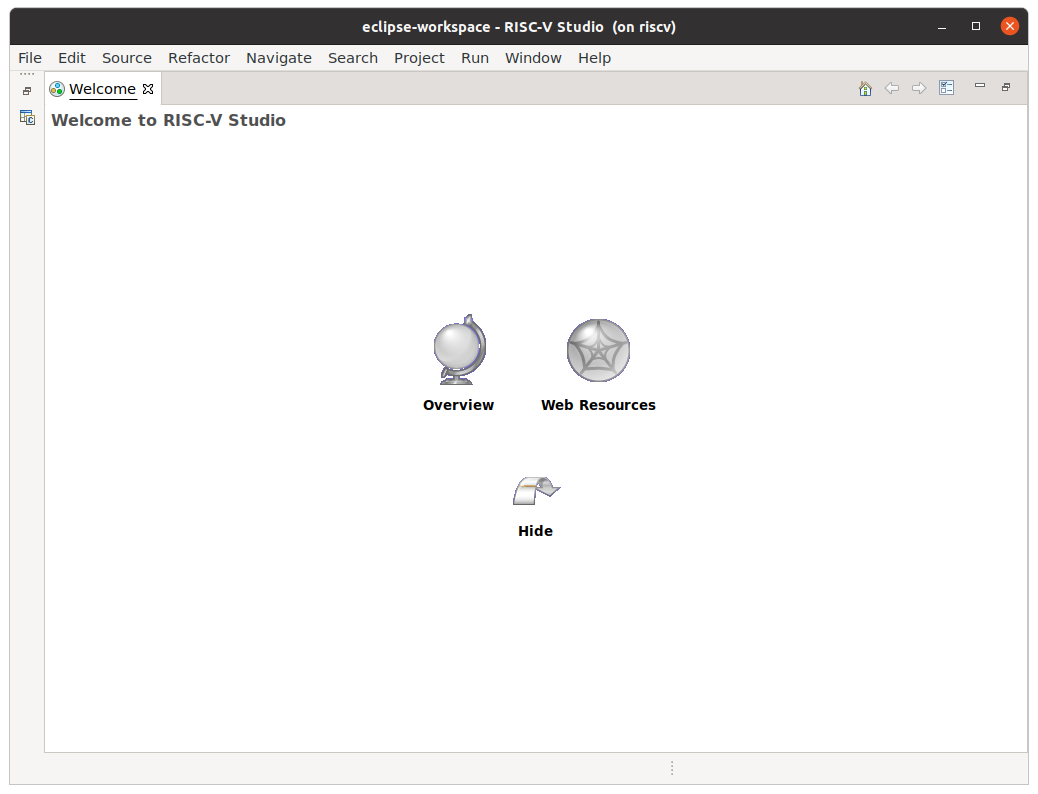 eclipse-workspace - RISC-V Studio (on riscv)
File Edit Source Refactor Navigate Search Project Run Window Help
Welcome
Welcome to RISC-V Studio
Overview Web Resources
Hide